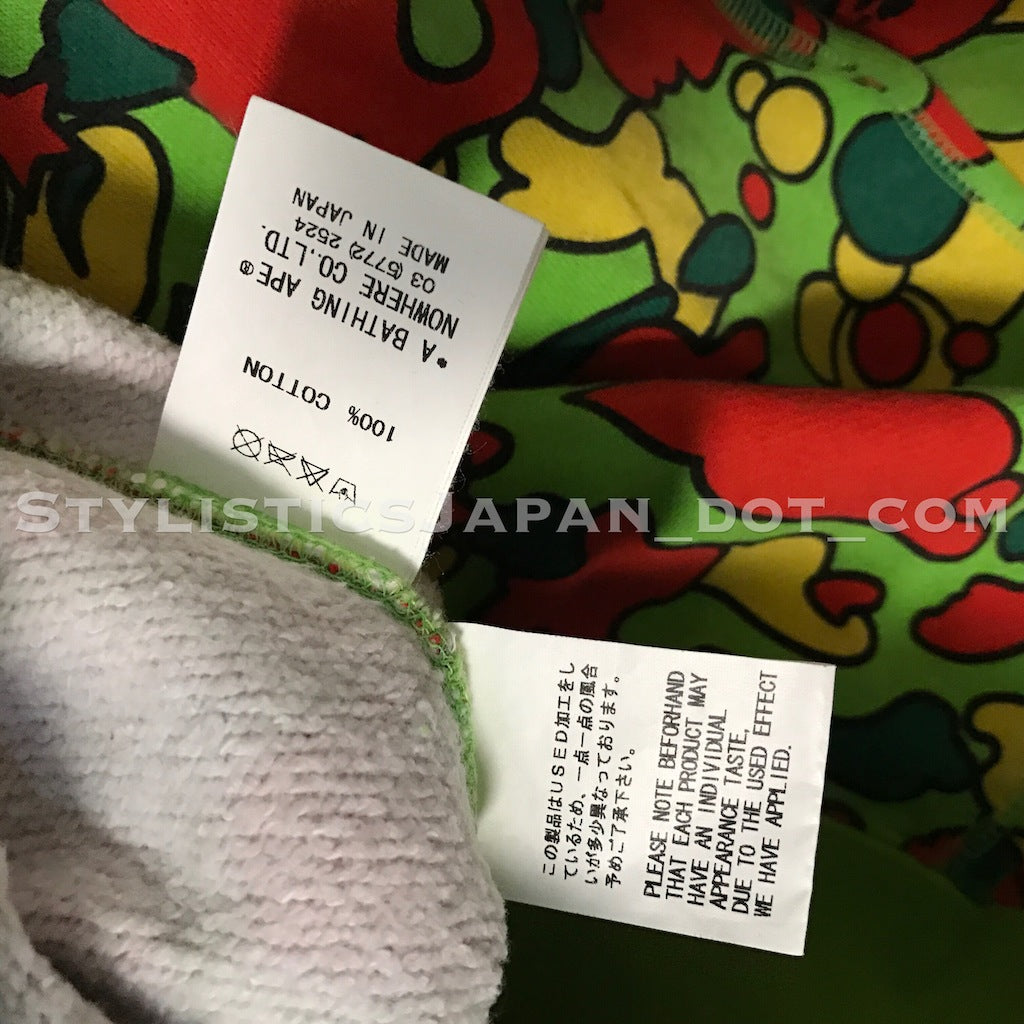 100% COTTON
*A BATHING APE®
NOWHERE CO.,LTD.
03 (5772) 2524
MADE IN JAPAN
StylisticsJapan_dot_com
この製品はUSED加工をし
ているため、一点一点の風合
いが多少異なっております。
予めご了承下さい。
PLEASE NOTE BEFORHAND
THAT EACH PRODUCT MAY
HAVE AN INDIVIDUAL
APPEARANCE TASTE,
DUE TO THE USED EFFECT
WE HAVE APPLIED.